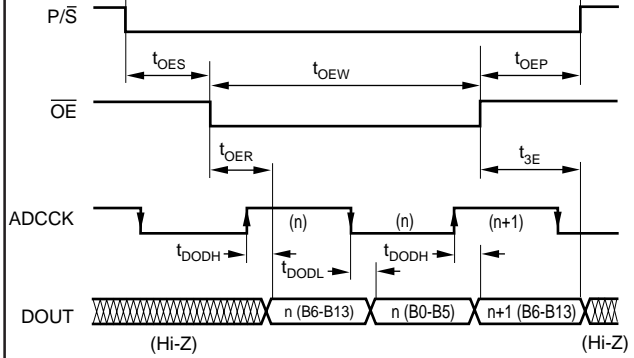 P/S̅
tOES
tOEW
tOEP
O̅E̅
tOER
t3E
ADCCK
(n)
(n)
(n+1)
tDODH
tDODL
tDODH
DOUT
n (B6-B13)
n (B0-B5)
n+1 (B6-B13)
(Hi-Z)
(Hi-Z)